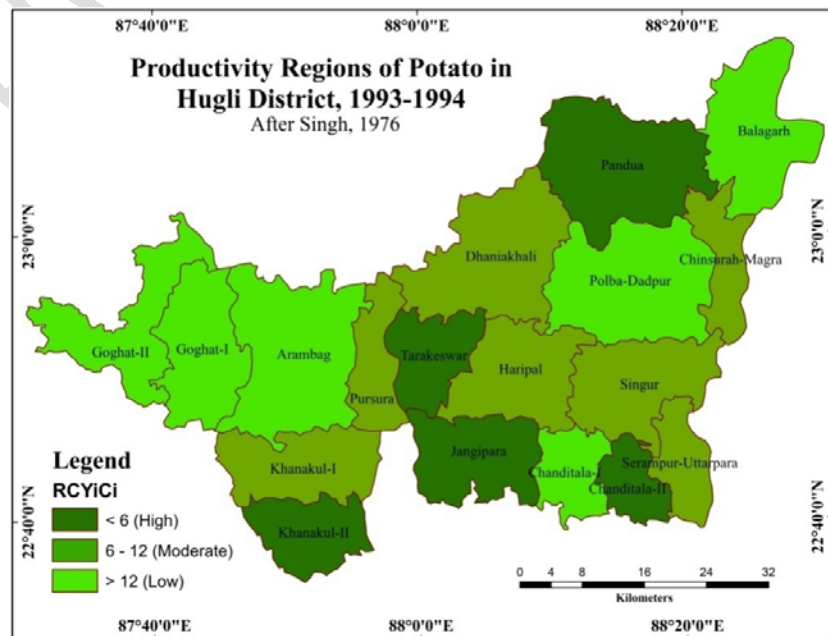 87°40'0"E 88°0'0"E 88°20'0"E
Productivity Regions of Potato in
Hugli District, 1993-1994
After Singh, 1976
Balagarh
Pandua
23°0'0"N
23°0'0"N
Dhaniakhali
Chinsurah-Magra
Polba-Dadpur
Goghat-II
Goghat-I
Arambag
Tarakeswar
Haripal
Singur
Pursura
Legend
RCYiCi
< 6 (High)
6 - 12 (Moderate)
> 12 (Low)
Khanakul-I
Jangipara
Chanditala-I
Serampur-Uttarpara
Chanditala-II
Khanakul-II
22°40'0"N
22°40'0"N
0 4 8 16 24 32
Kilometers
87°40'0"E 88°0'0"E 88°20'0"E